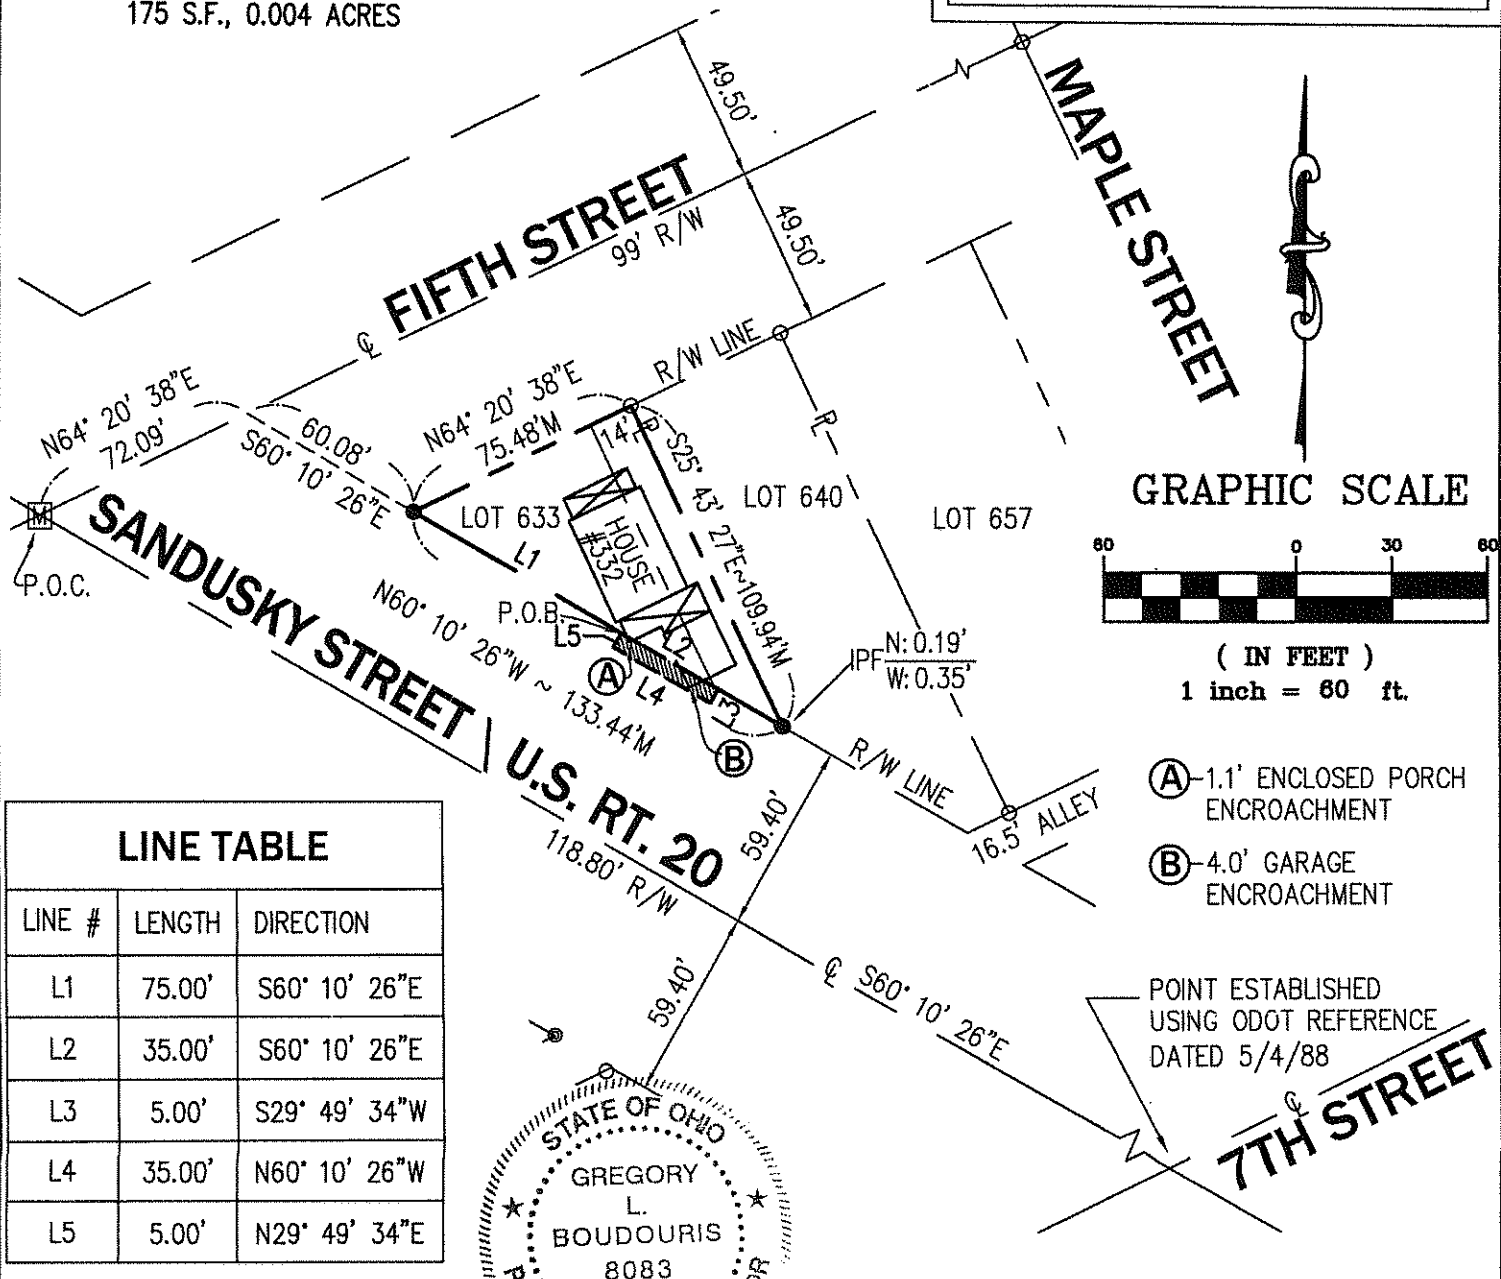 175 S.F., 0.004 ACRES
49.50'
FIFTH STREET
99' R/W
49.50'
MAPLE STREET
℄
N64° 20' 38"E
72.09'
60.08'
S60° 10' 26"E
N64° 20' 38"E
75.48'M
R/W LINE
14'
PL
S25° 43' 27"E~109.94'M
PL
LOT 633
LOT 640
LOT 657
HOUSE
#332
L1
M
P.O.C.
SANDUSKY STREET \ U.S. RT. 20
118.80' R/W
N60° 10' 26"W ~ 133.44'M
P.O.B.
L5
L2
A
L4
L3
B
IPF N: 0.19'
W: 0.35'
R/W LINE
16.5' ALLEY
59.40'
59.40'
℄ S60° 10' 26"E
GRAPHIC SCALE
60 0 30 60
( IN FEET )
1 inch = 60 ft.
A 1.1' ENCLOSED PORCH
ENCROACHMENT
B 4.0' GARAGE
ENCROACHMENT
POINT ESTABLISHED
USING ODOT REFERENCE
DATED 5/4/88
℄
7TH STREET
LINE TABLE
LINE # LENGTH DIRECTION
L1 75.00' S60° 10' 26"E
L2 35.00' S60° 10' 26"E
L3 5.00' S29° 49' 34"W
L4 35.00' N60° 10' 26"W
L5 5.00' N29° 49' 34"E
STATE OF OHIO
GREGORY
L.
BOUDOURIS
8083